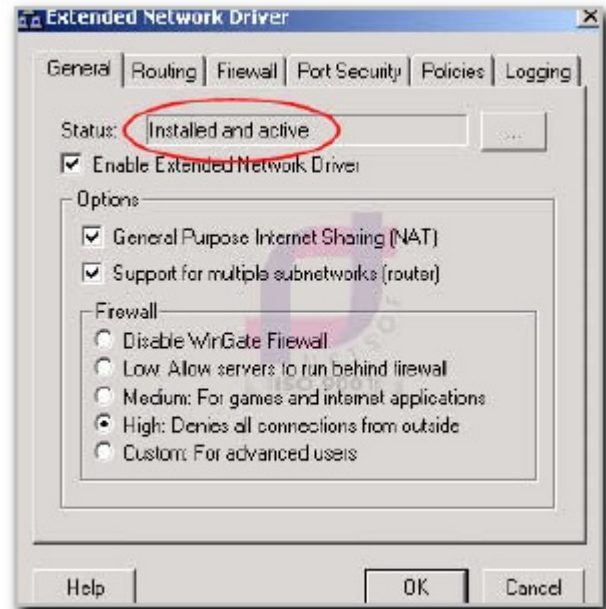 Extended Network Driver
General Routing Firewall Port Security Policies Logging
Status: Installed and active ...
Enable Extended Network Driver
Options
General Purpose Internet Sharing (NAT)
Support for multiple subnetworks (router)
Firewall
Disable WinGate Firewall
Low: Allow servers to run behind firewall
ISO 9001
Medium: For games and internet applications
High: Denies all connections from outside
Custom: For advanced users
Help OK Cancel